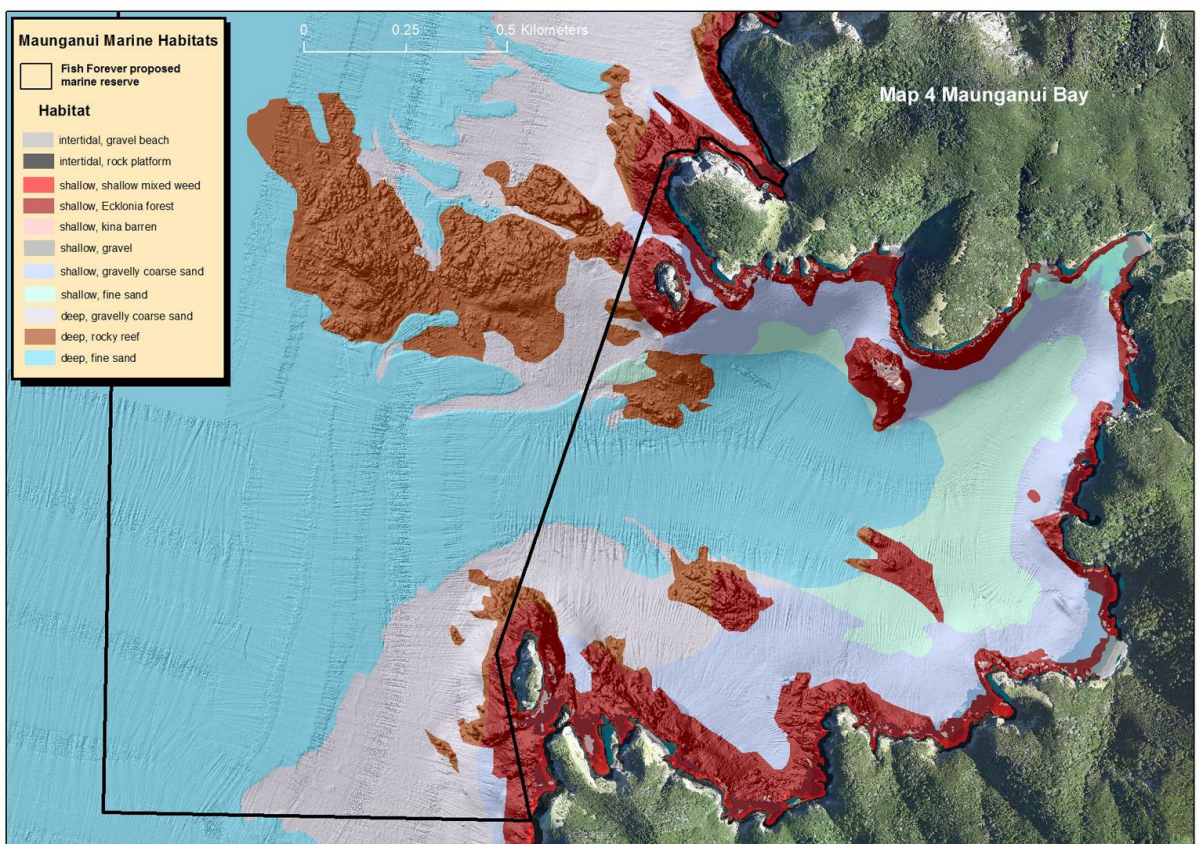 Maunganui Marine Habitats
Fish Forever proposed
marine reserve
Habitat
intertidal, gravel beach
intertidal, rock platform
shallow, shallow mixed weed
shallow, Ecklonia forest
shallow, kina barren
shallow, gravel
shallow, gravelly coarse sand
shallow, fine sand
deep, gravelly coarse sand
deep, rocky reef
deep, fine sand
0 0.25 0.5 Kilometers
Map 4 Maunganui Bay